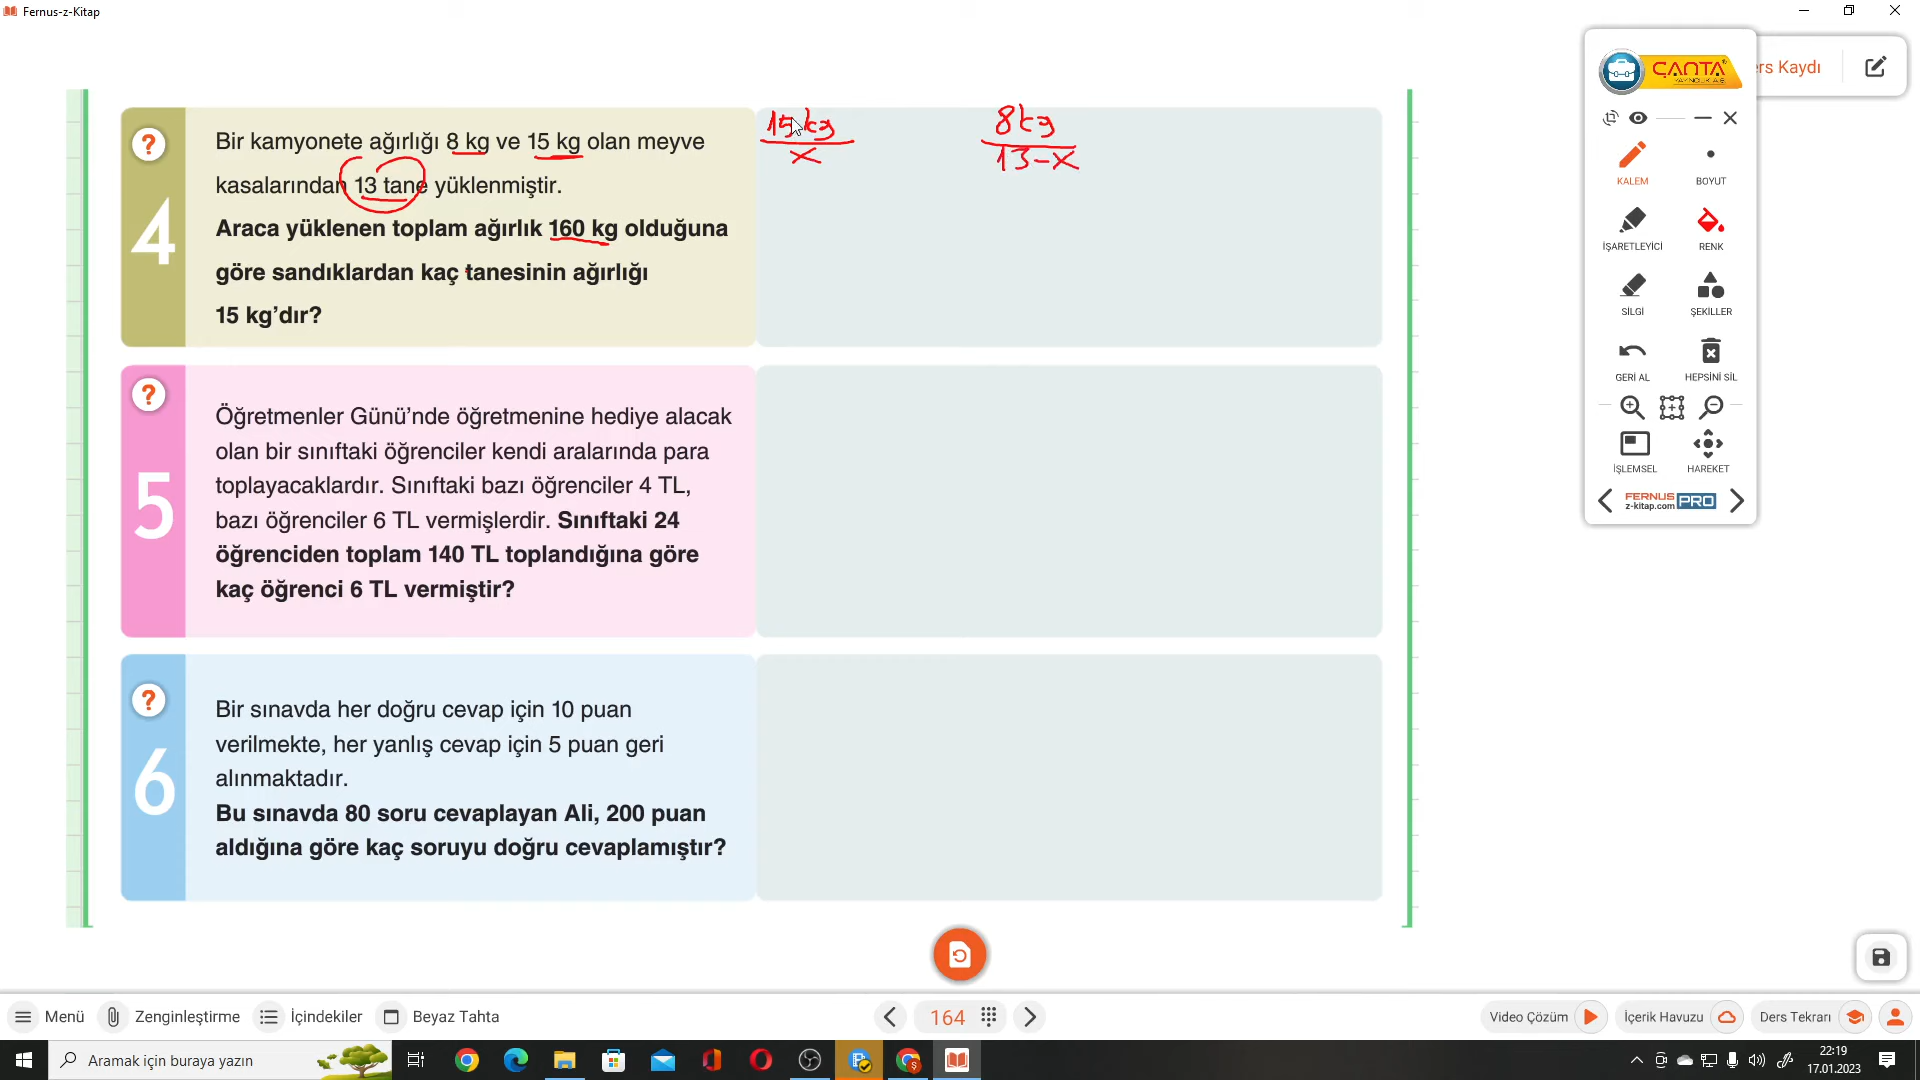 Fernus-z-Kitap
ÇANTA
YAYINCILIK A.Ş.
ers Kaydı
?
4
Bir kamyonete ağırlığı 8 kg ve 15 kg olan meyve
kasalarından 13 tane yüklenmiştir.
Araca yüklenen toplam ağırlık 160 kg olduğuna
göre sandıklardan kaç tanesinin ağırlığı
15 kg’dır?
15kg
x
8kg
13-x
?
5
Öğretmenler Günü’nde öğretmenine hediye alacak
olan bir sınıftaki öğrenciler kendi aralarında para
toplayacaklardır. Sınıftaki bazı öğrenciler 4 TL,
bazı öğrenciler 6 TL vermişlerdir. Sınıftaki 24
öğrenciden toplam 140 TL toplandığına göre
kaç öğrenci 6 TL vermiştir?
?
6
Bir sınavda her doğru cevap için 10 puan
verilmekte, her yanlış cevap için 5 puan geri
alınmaktadır.
Bu sınavda 80 soru cevaplayan Ali, 200 puan
aldığına göre kaç soruyu doğru cevaplamıştır?
KALEM BOYUT
İŞARETLEYİCİ RENK
SİLGİ ŞEKİLLER
GERİ AL HEPSİNİ SİL
İŞLEMSEL HAREKET
FERNUS
z-kitap.com PRO
Menü Zenginleştirme İçindekiler Beyaz Tahta 164 Video Çözüm İçerik Havuzu Ders Tekrarı
Aramak için buraya yazın
22:19
17.01.2023